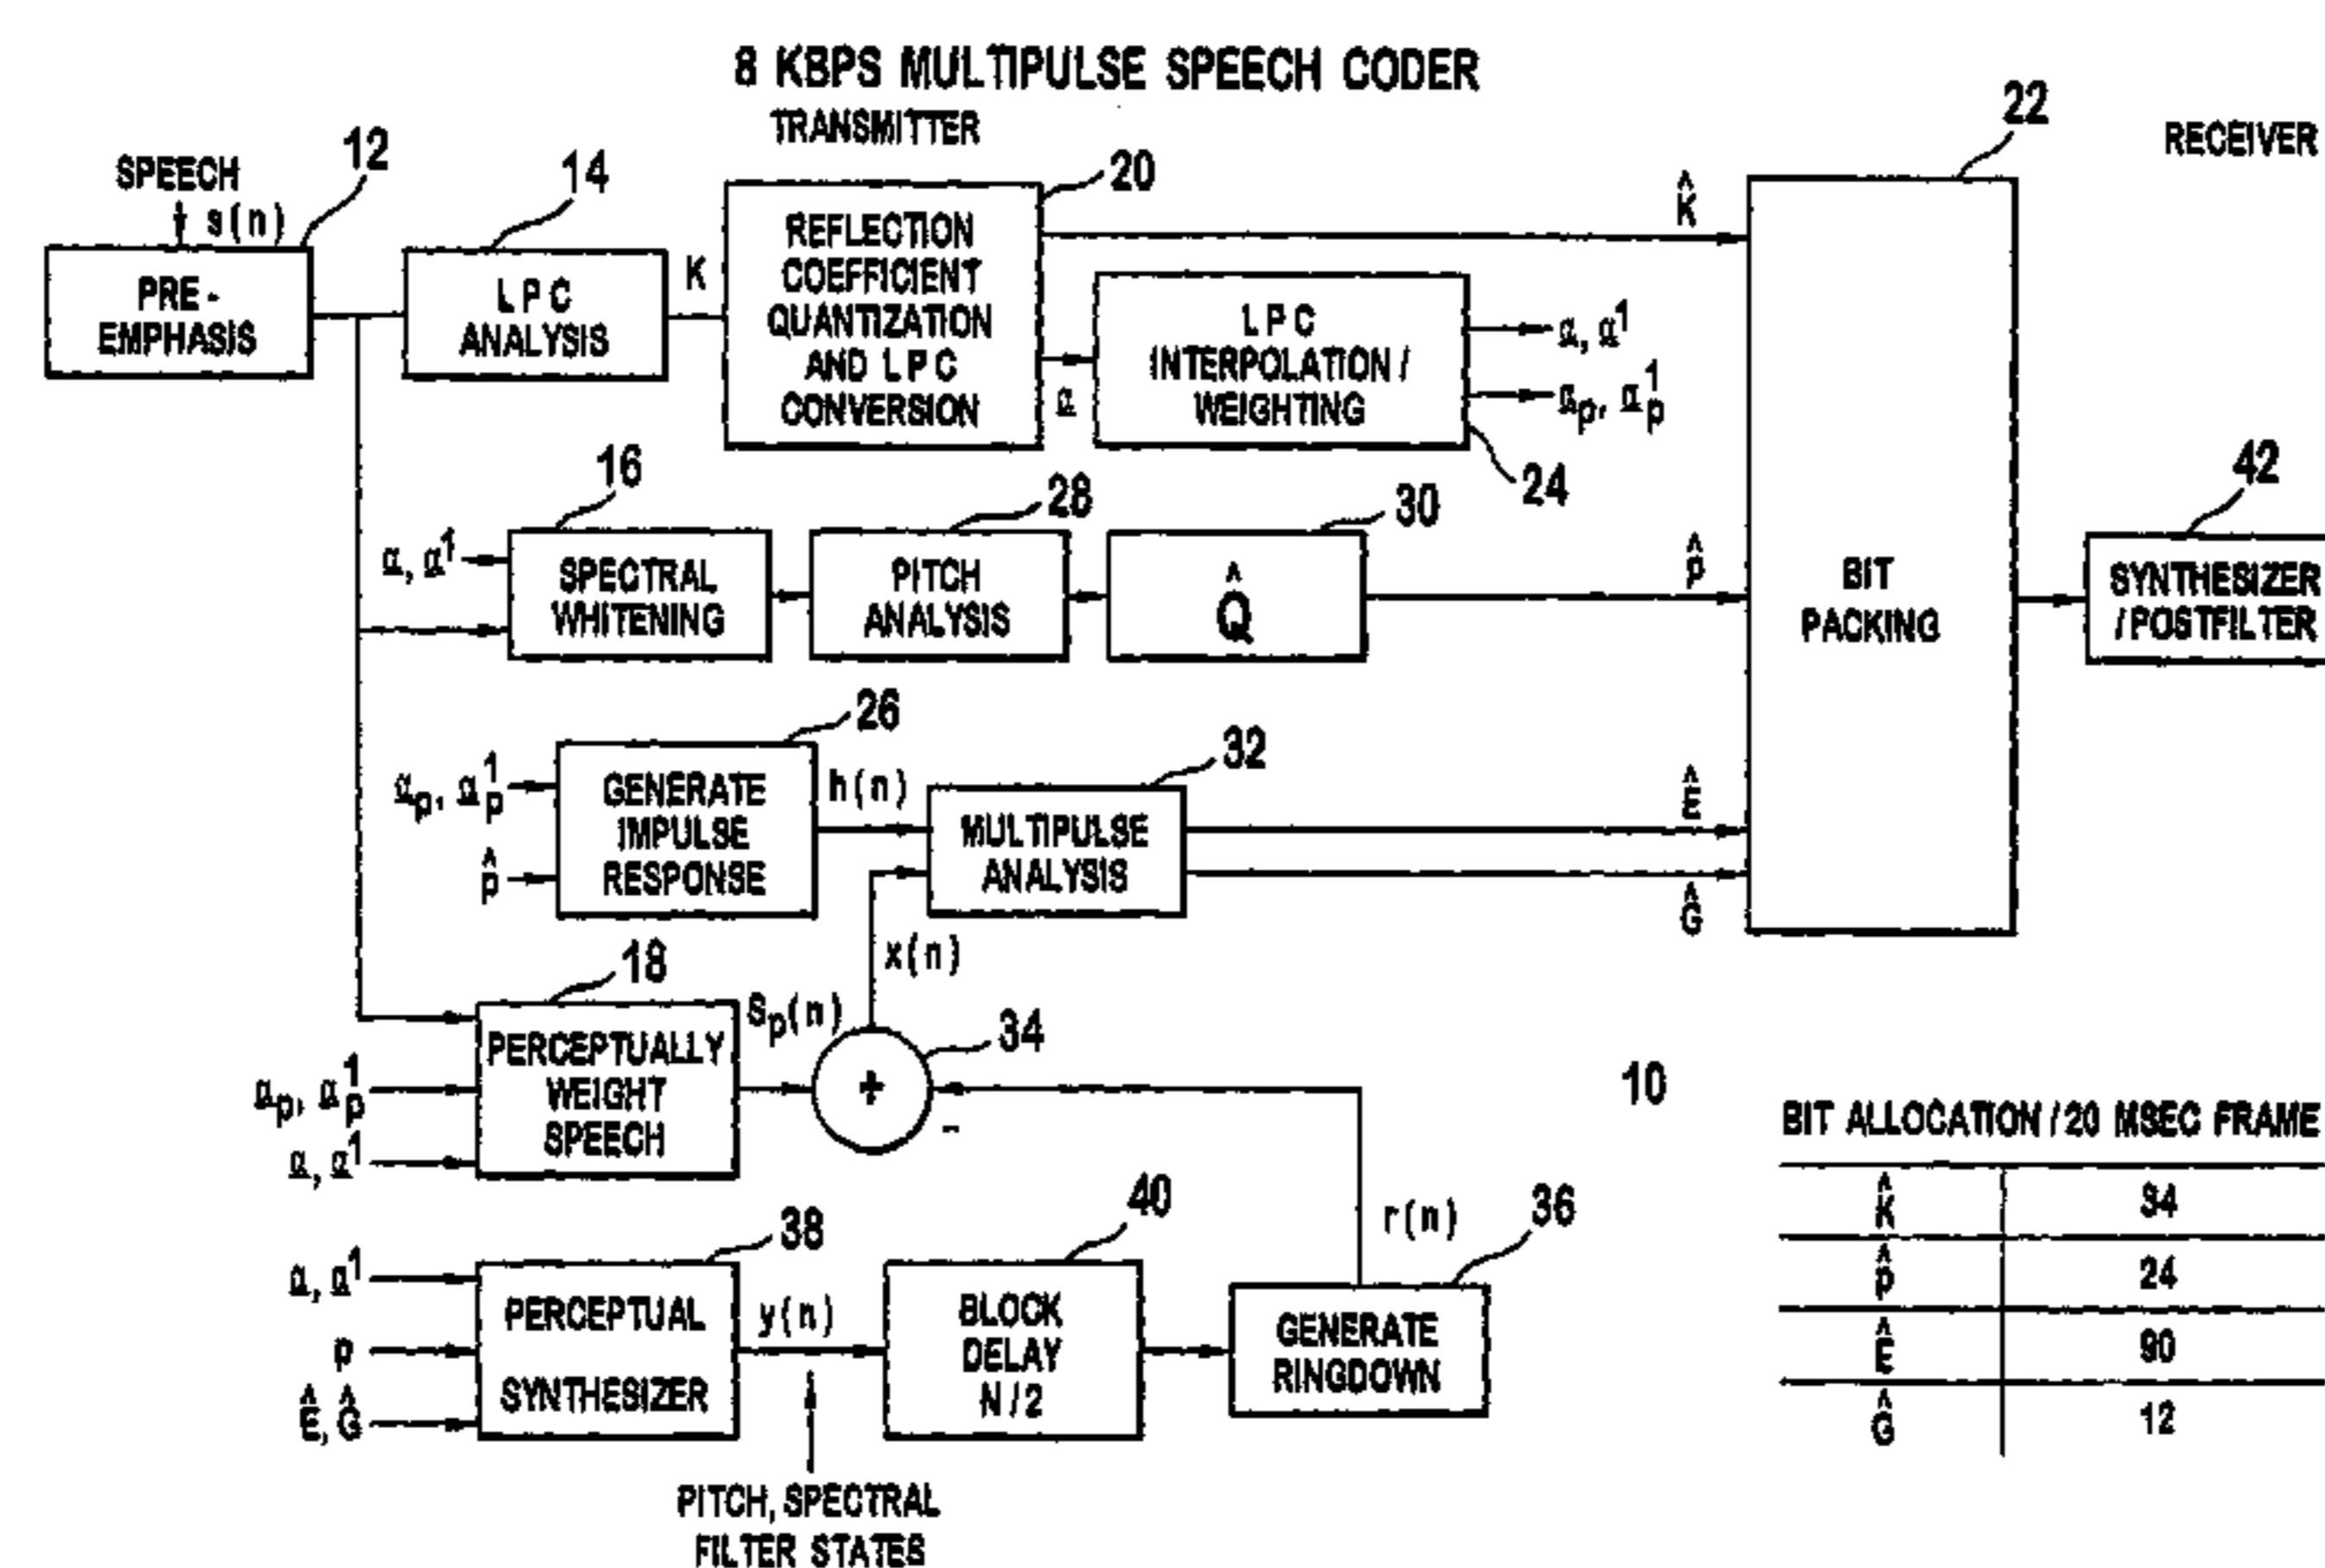 8 KBPS MULTIPULSE SPEECH CODER
TRANSMITTER
RECEIVER
SPEECH
s(n)
12
PRE-
EMPHASIS
14
LPC
ANALYSIS
K
20
REFLECTION
COEFFICIENT
QUANTIZATION
AND LPC
CONVERSION
K̂
α
LPC
INTERPOLATION /
WEIGHTING
24
α, α¹
αₚ, αₚ¹
22
BIT
PACKING
42
SYNTHESIZER
/ POSTFILTER
16
α, α¹
SPECTRAL
WHITENING
28
PITCH
ANALYSIS
30
Q̂
p̂
26
αₚ, αₚ¹
p̂
GENERATE
IMPULSE
RESPONSE
h(n)
32
MULTIPULSE
ANALYSIS
Ê
Ĝ
x(n)
18
PERCEPTUALLY
WEIGHT
SPEECH
αₚ, αₚ¹
α, α¹
Sₚ(n)
34
+
-
10
r(n)
36
GENERATE
RINGDOWN
38
α, α¹
p
Ê, Ĝ
PERCEPTUAL
SYNTHESIZER
y(n)
40
BLOCK
DELAY
N/2
PITCH, SPECTRAL
FILTER STATES
BIT ALLOCATION / 20 MSEC FRAME
K̂ 34
p̂ 24
Ê 90
Ĝ 12